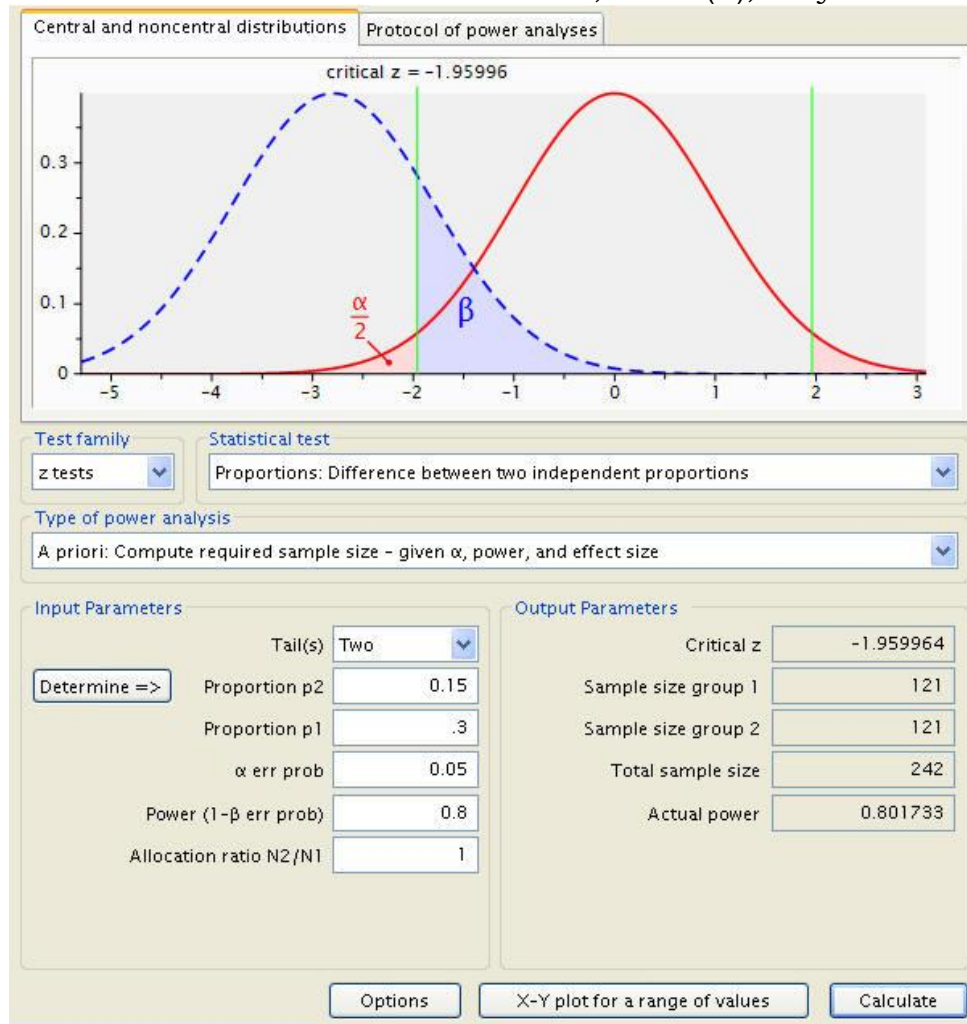 Central and noncentral distributions Protocol of power analyses
critical z = -1.95996
0.3
0.2
0.1
0
α
2
β
-5 -4 -3 -2 -1 0 1 2 3
Test family Statistical test
z tests Proportions: Difference between two independent proportions
Type of power analysis
A priori: Compute required sample size - given α, power, and effect size
Input Parameters Output Parameters
Tail(s) Two Critical z -1.959964
Determine => Proportion p2 0.15 Sample size group 1 121
Proportion p1 .3 Sample size group 2 121
α err prob 0.05 Total sample size 242
Power (1-β err prob) 0.8 Actual power 0.801733
Allocation ratio N2/N1 1
Options X-Y plot for a range of values Calculate